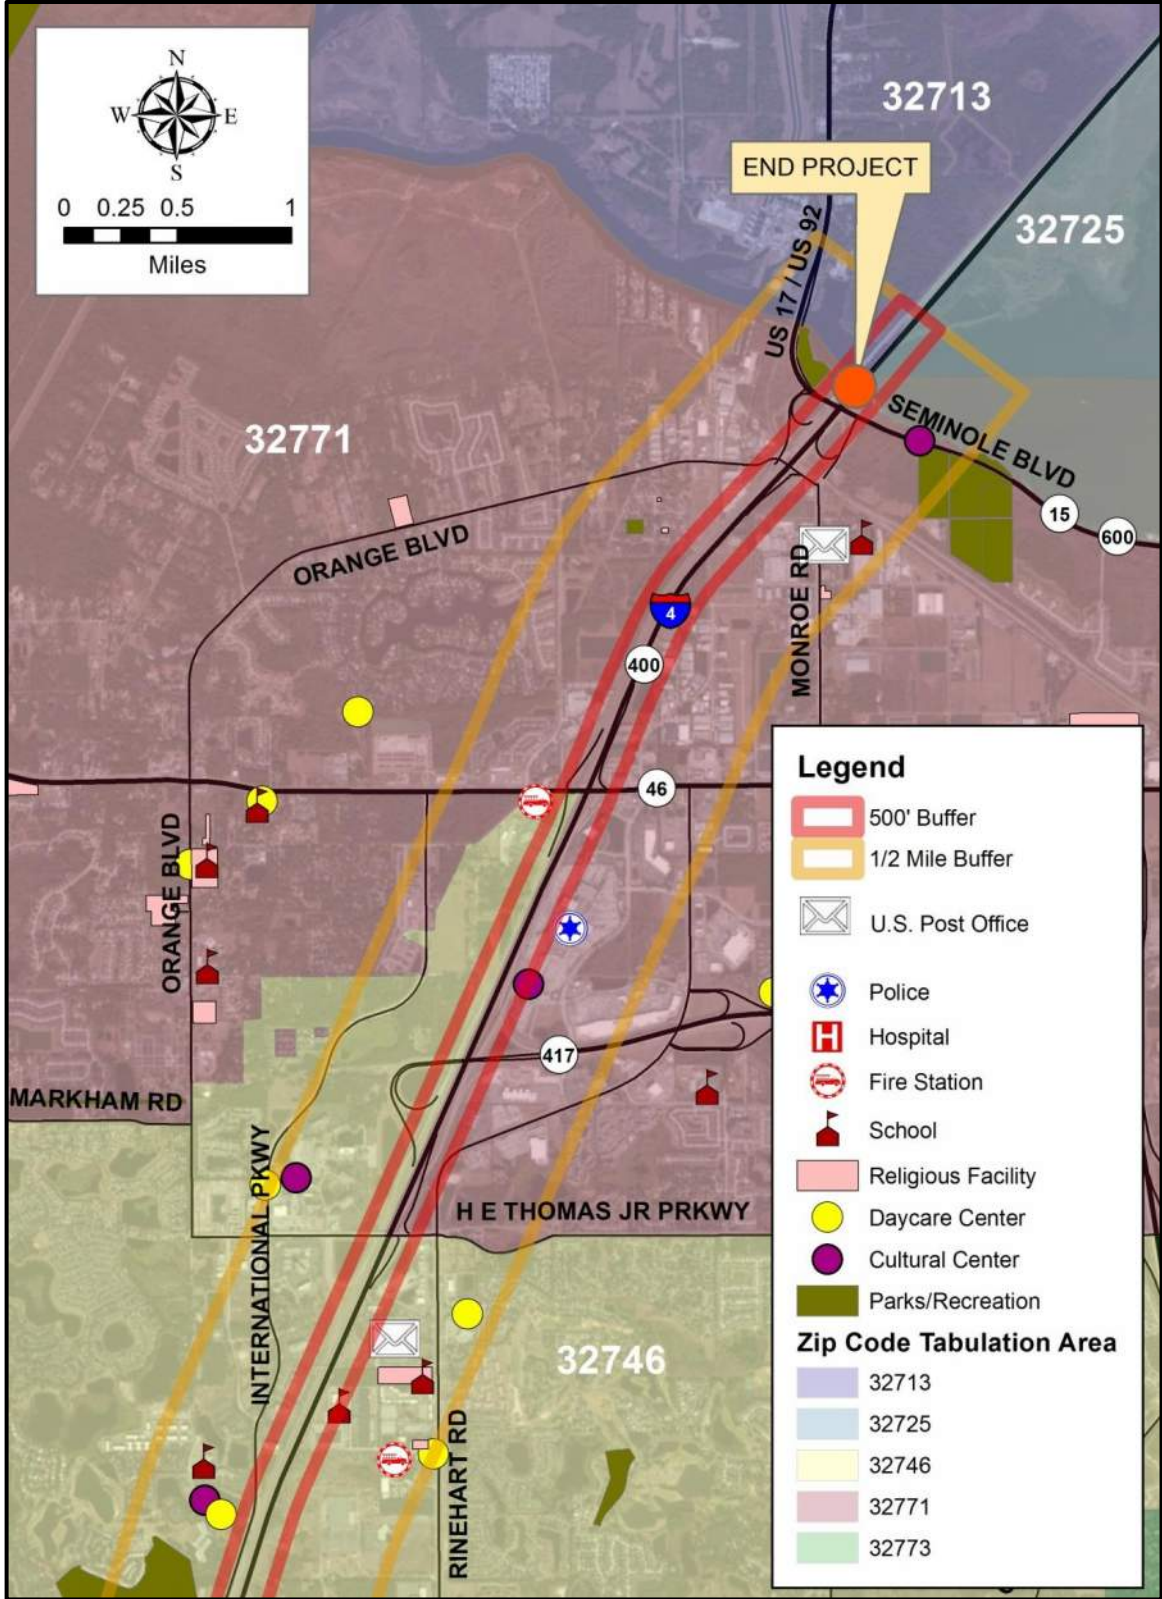 N
W E
S
0 0.25 0.5 1
Miles
32713
END PROJECT
32725
US 17 / US 92
32771
SEMINOLE BLVD
15
600
ORANGE BLVD
MONROE RD
4
400
46
ORANGE BLVD
417
MARKHAM RD
INTERNATIONAL PKWY
H E THOMAS JR PRKWY
32746
RINEHART RD
Legend
500' Buffer
1/2 Mile Buffer
U.S. Post Office
Police
H
Hospital
Fire Station
School
Religious Facility
Daycare Center
Cultural Center
Parks/Recreation
Zip Code Tabulation Area
32713
32725
32746
32771
32773